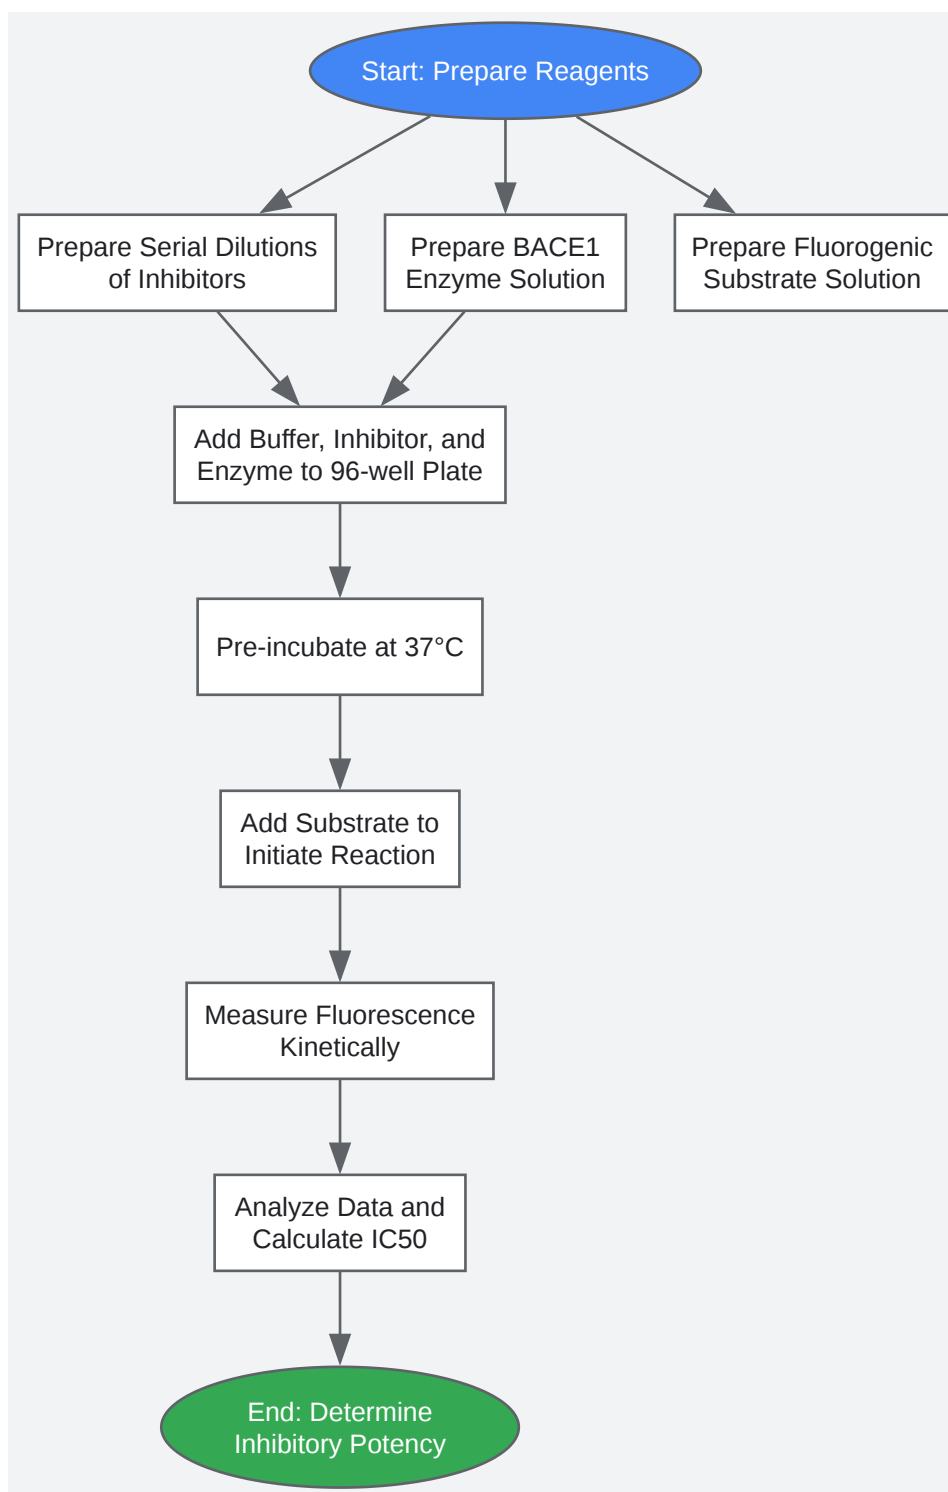 Start: Prepare Reagents
Prepare Serial Dilutions
of Inhibitors
Prepare BACE1
Enzyme Solution
Prepare Fluorogenic
Substrate Solution
Add Buffer, Inhibitor, and
Enzyme to 96-well Plate
Pre-incubate at 37°C
Add Substrate to
Initiate Reaction
Measure Fluorescence
Kinetically
Analyze Data and
Calculate IC50
End: Determine
Inhibitory Potency